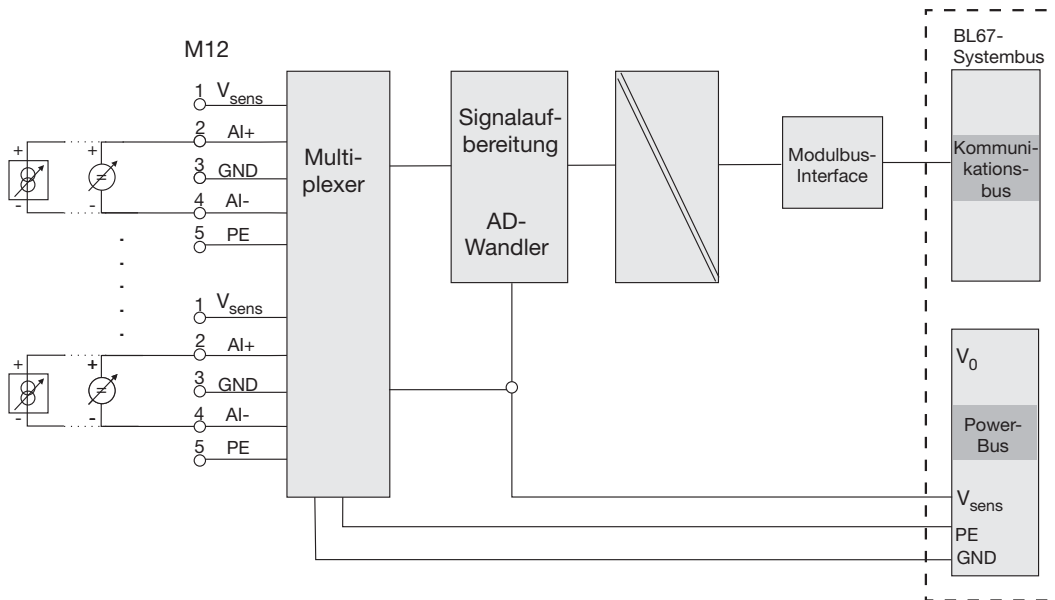 M12
1 Vsens
2 AI+
3 GND
4 AI-
5 PE
+
-
+
=
-
1 Vsens
2 AI+
3 GND
4 AI-
5 PE
+
-
+
=
-
Multi-
plexer
Signalauf-
bereitung
AD-
Wandler
Modulbus-
Interface
BL67-
Systembus
Kommuni-
kations-
bus
V0
Power-
Bus
Vsens
PE
GND